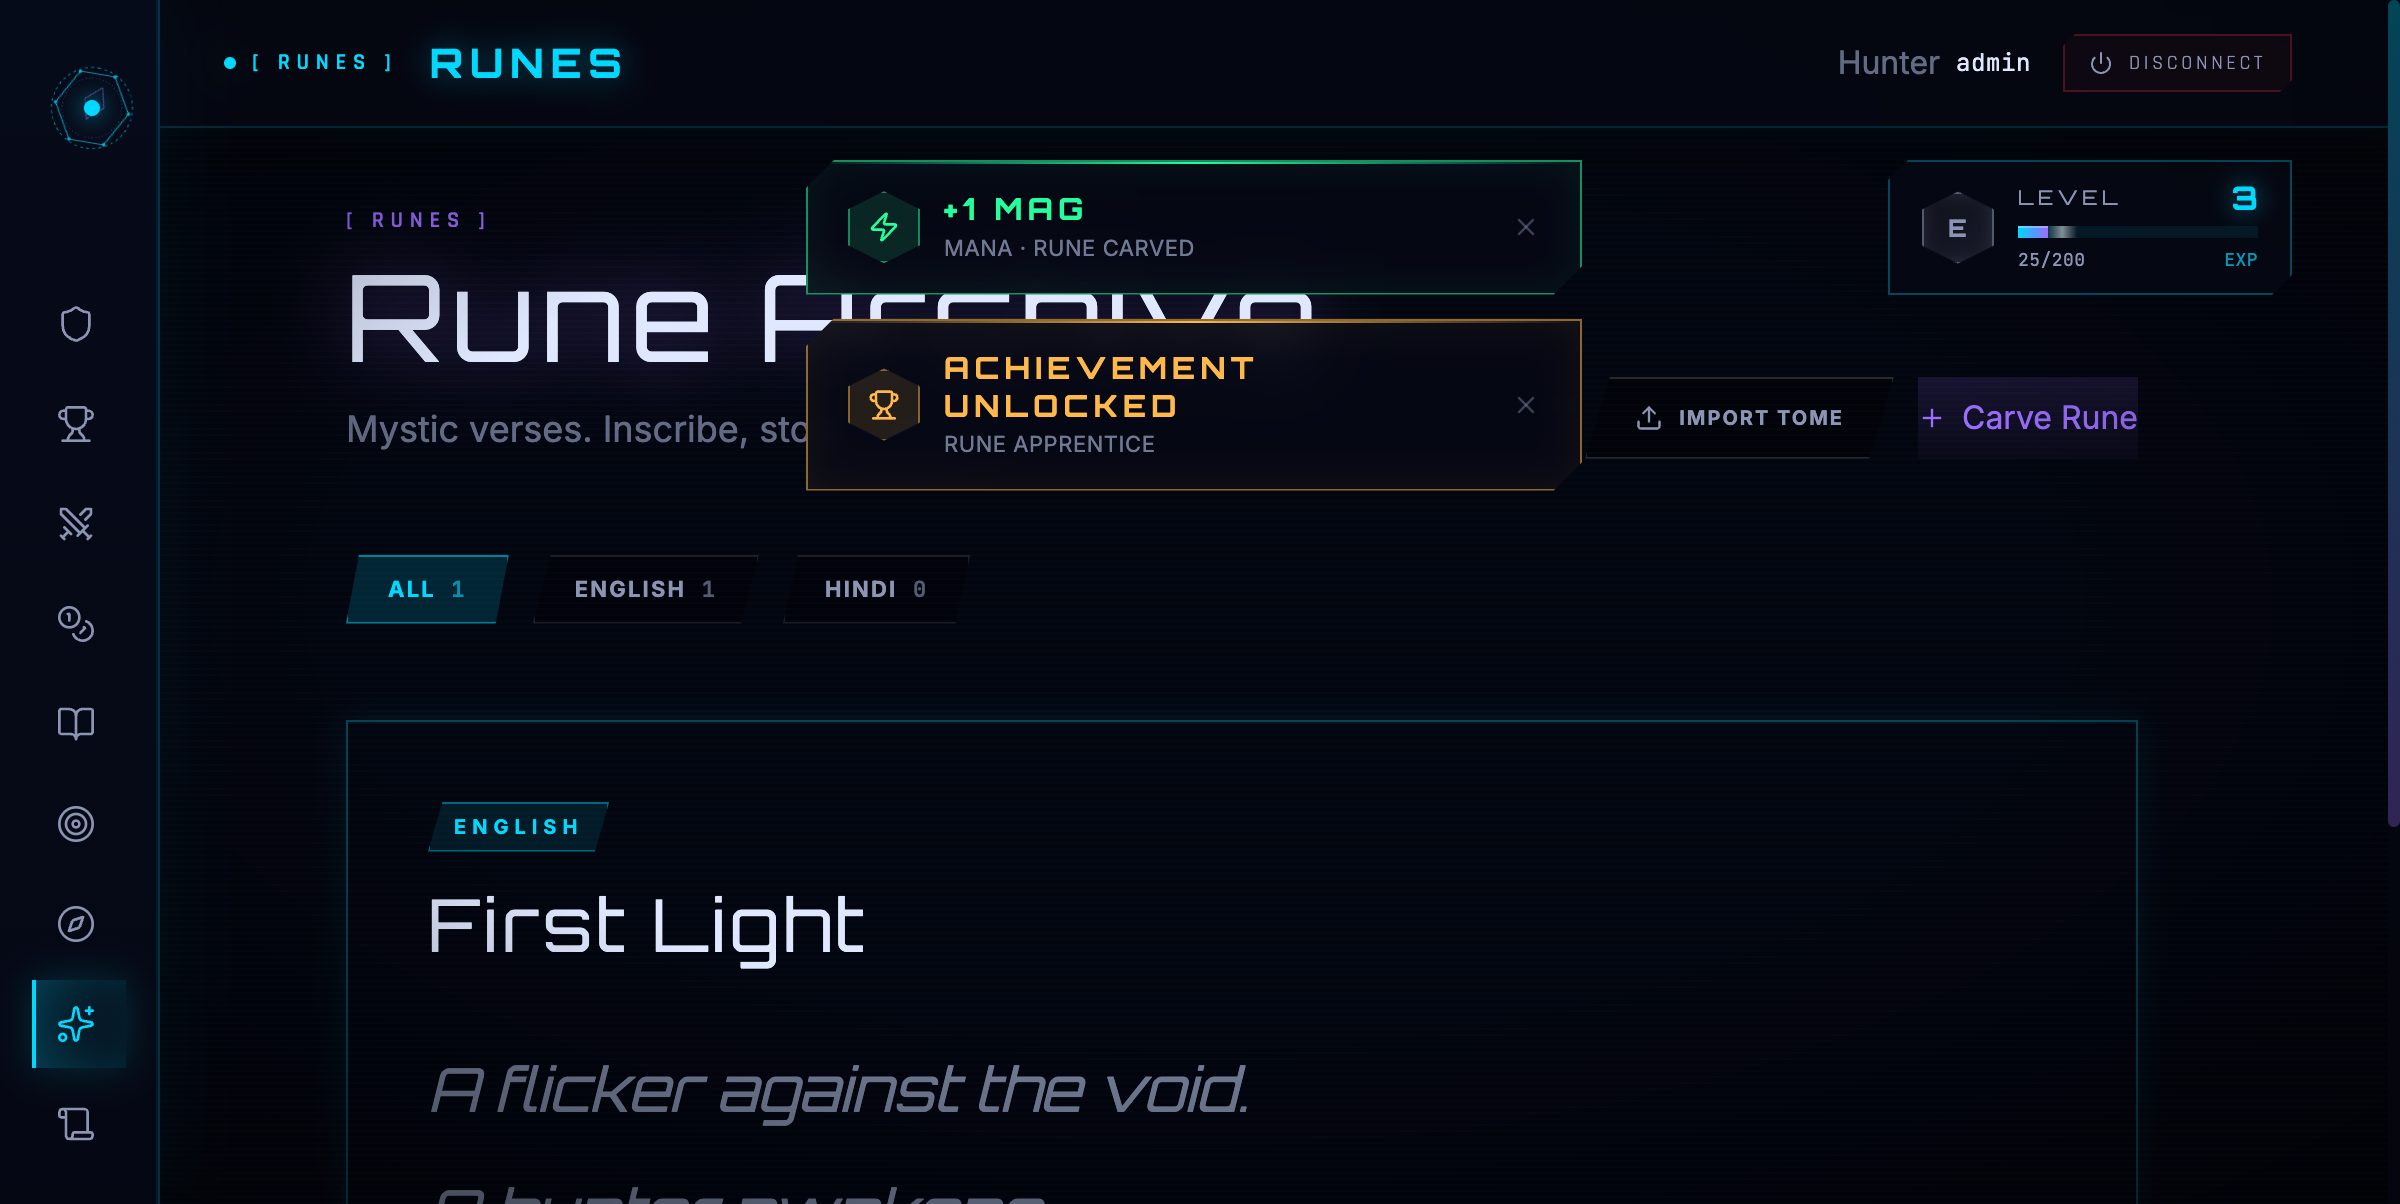 [ RUNES ] RUNES
Hunter admin DISCONNECT
[ RUNES ]
+1 MAG
MANA · RUNE CARVED
E LEVEL 3
25/200 EXP
Rune
ACHIEVEMENT
UNLOCKED
RUNE APPRENTICE
Mystic verses. Inscribe,
IMPORT TOME
+ Carve Rune
ALL 1
ENGLISH 1
HINDI 0
ENGLISH
First Light
A flicker against the void.